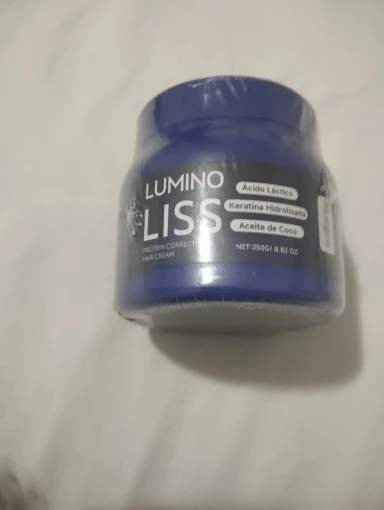 LUMINO
LISS
PROTEIN CORRECT
HAIR CREAM
Ácido Láctico
Keratina Hidrolizada
Aceite de Coco
NET:250G/ 8.82 OZ